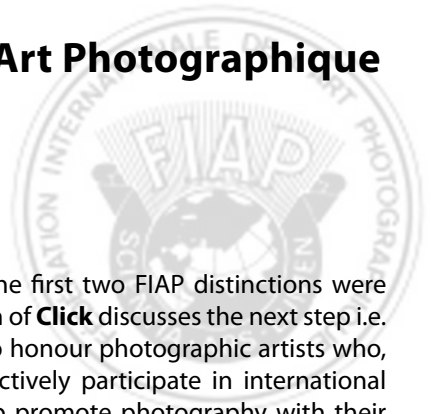 Art Photographique
FIAP
he first two FIAP distinctions were
n of Click discusses the next step i.e.
o honour photographic artists who,
ctively participate in international
o promote photography with their